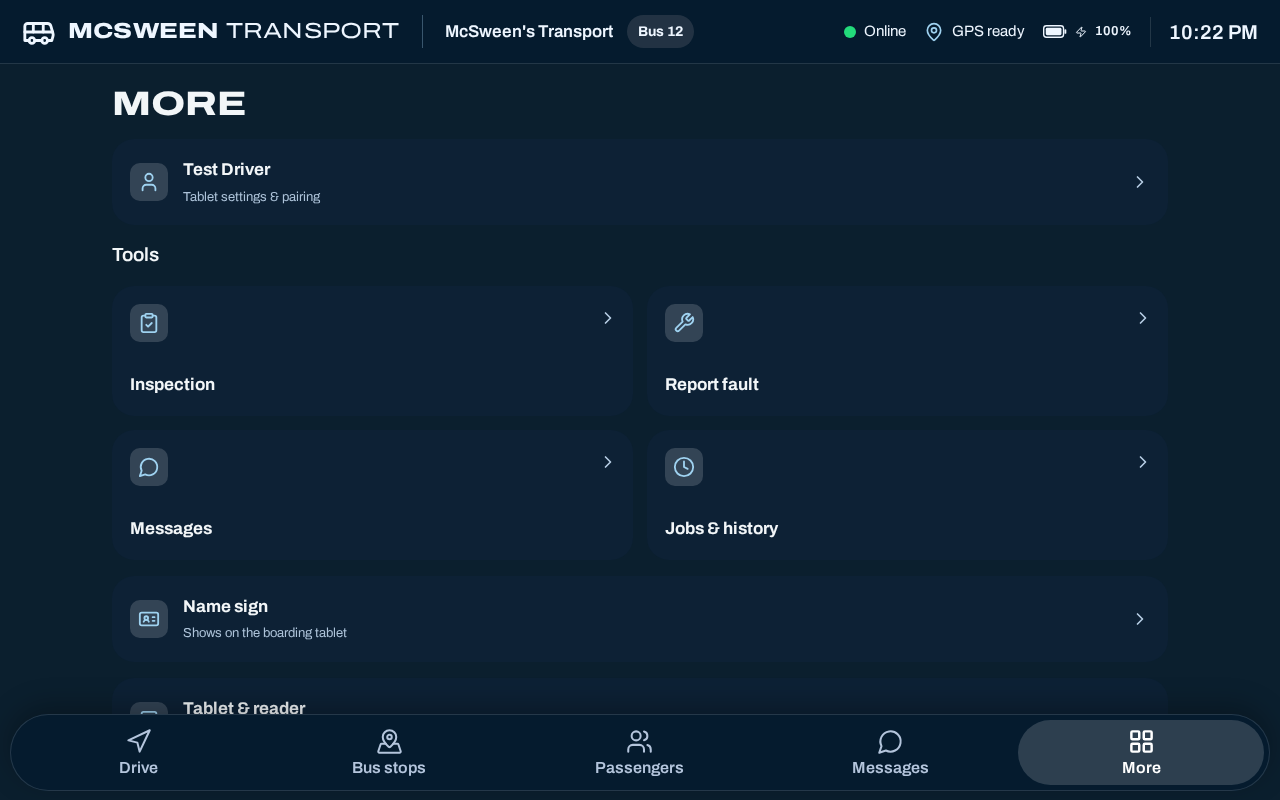 MCSWEEN TRANSPORT
McSween's Transport
Bus 12
Online
GPS ready
100%
10:22 PM
MORE
Test Driver
Tablet settings & pairing
Tools
Inspection
Report fault
Messages
Jobs & history
Name sign
Shows on the boarding tablet
Tablet & reader
Drive
Bus stops
Passengers
Messages
More